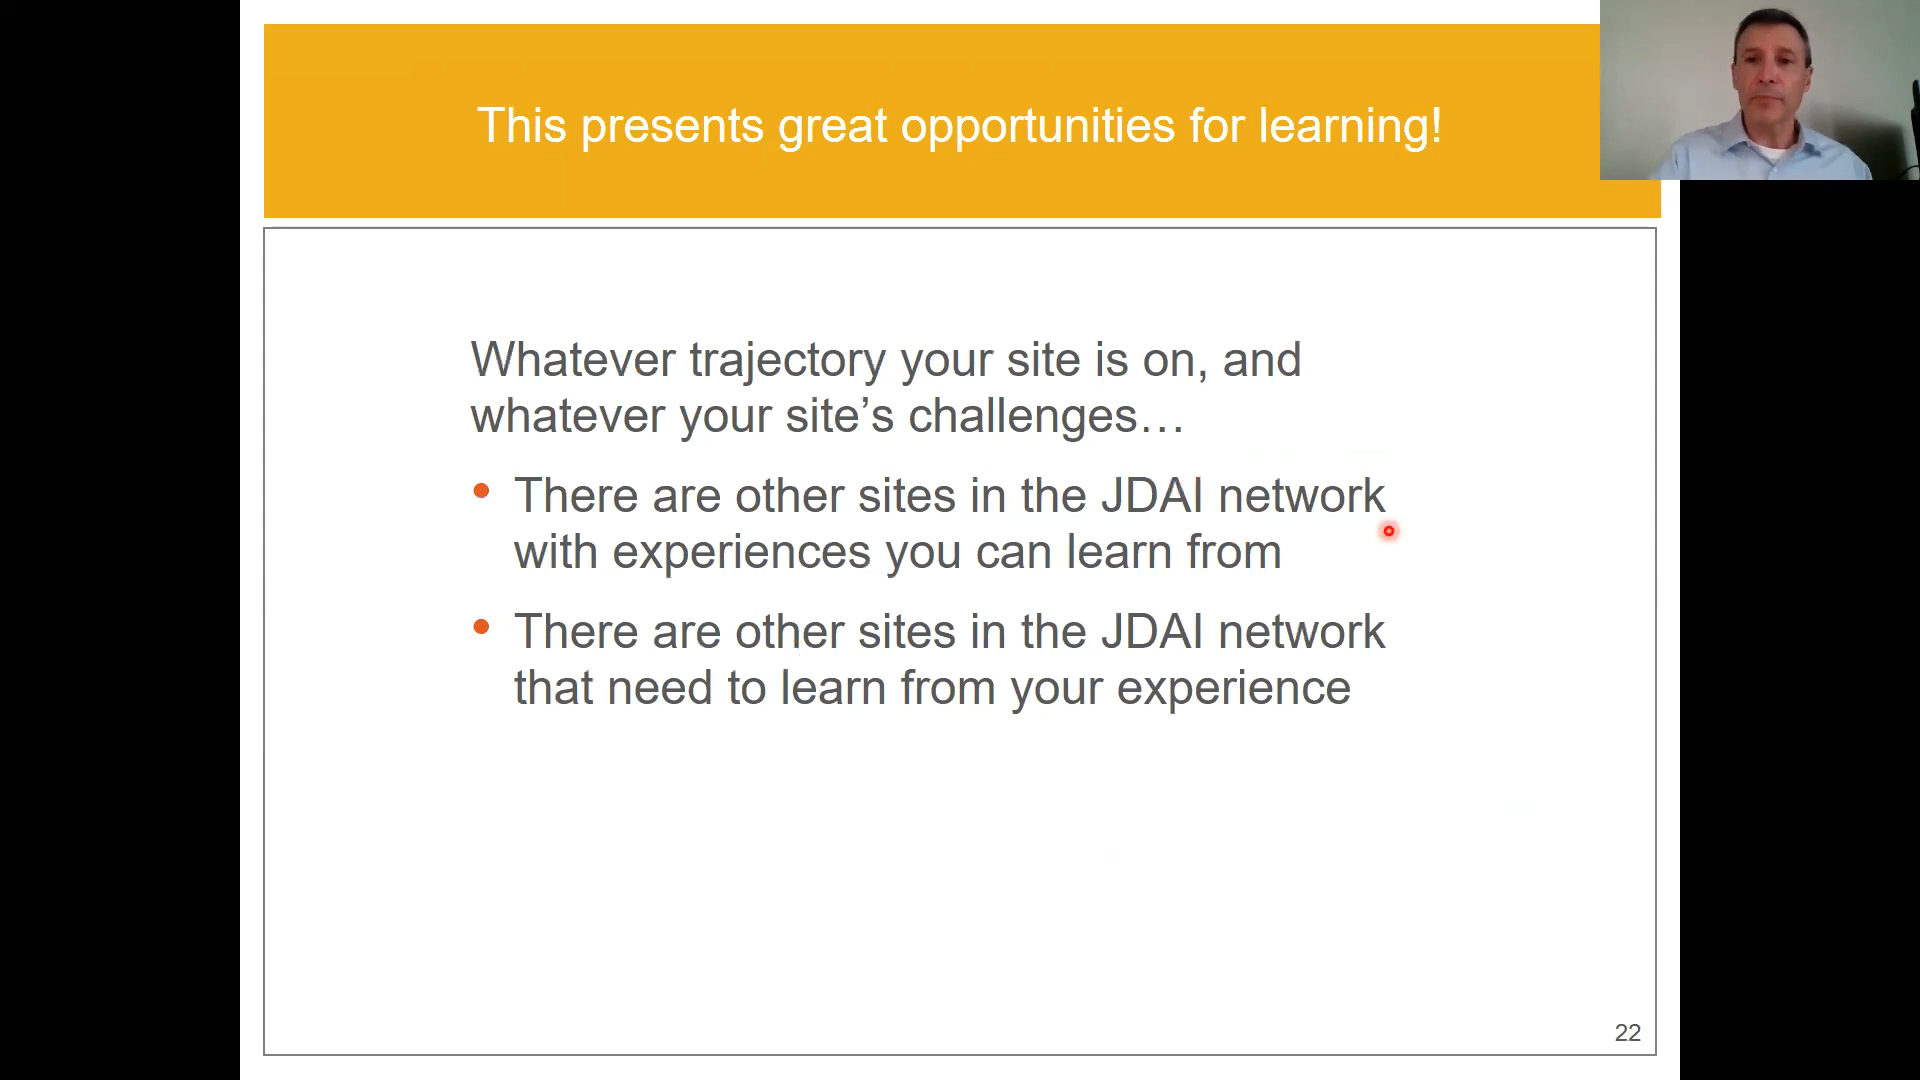 This presents great opportunities for learning!
Whatever trajectory your site is on, and
whatever your site’s challenges…
• There are other sites in the JDAI network
with experiences you can learn from
• There are other sites in the JDAI network
that need to learn from your experience
22